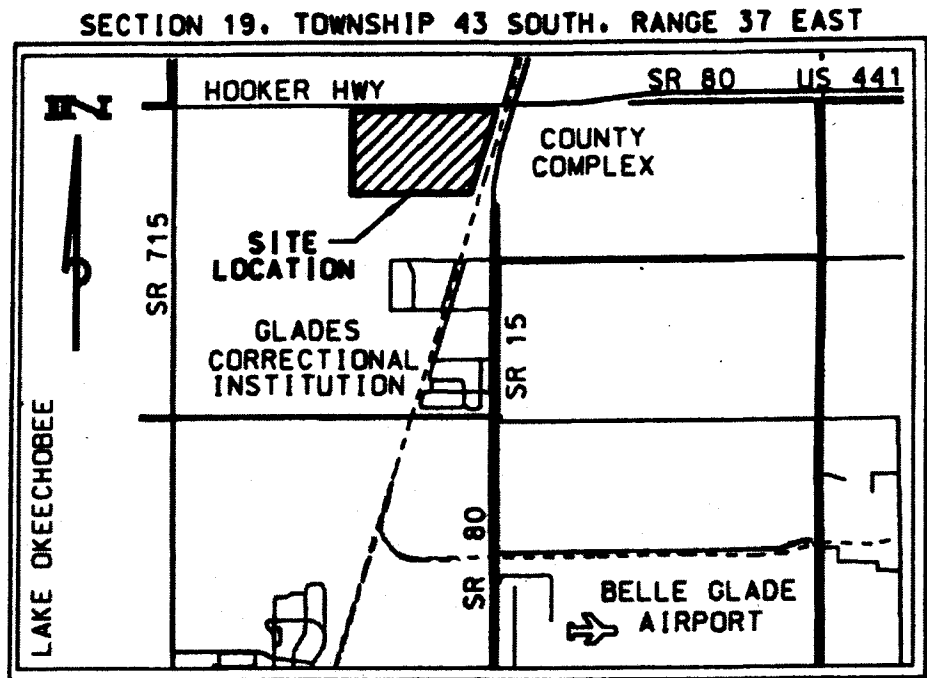 SECTION 19. TOWNSHIP 43 SOUTH. RANGE 37 EAST
HOOKER HWY
SR 80
US 441
N
COUNTY
COMPLEX
SR 715
SITE
LOCATION
GLADES
CORRECTIONAL
INSTITUTION
SR 15
LAKE OKEECHOBEE
SR 80
BELLE GLADE
AIRPORT